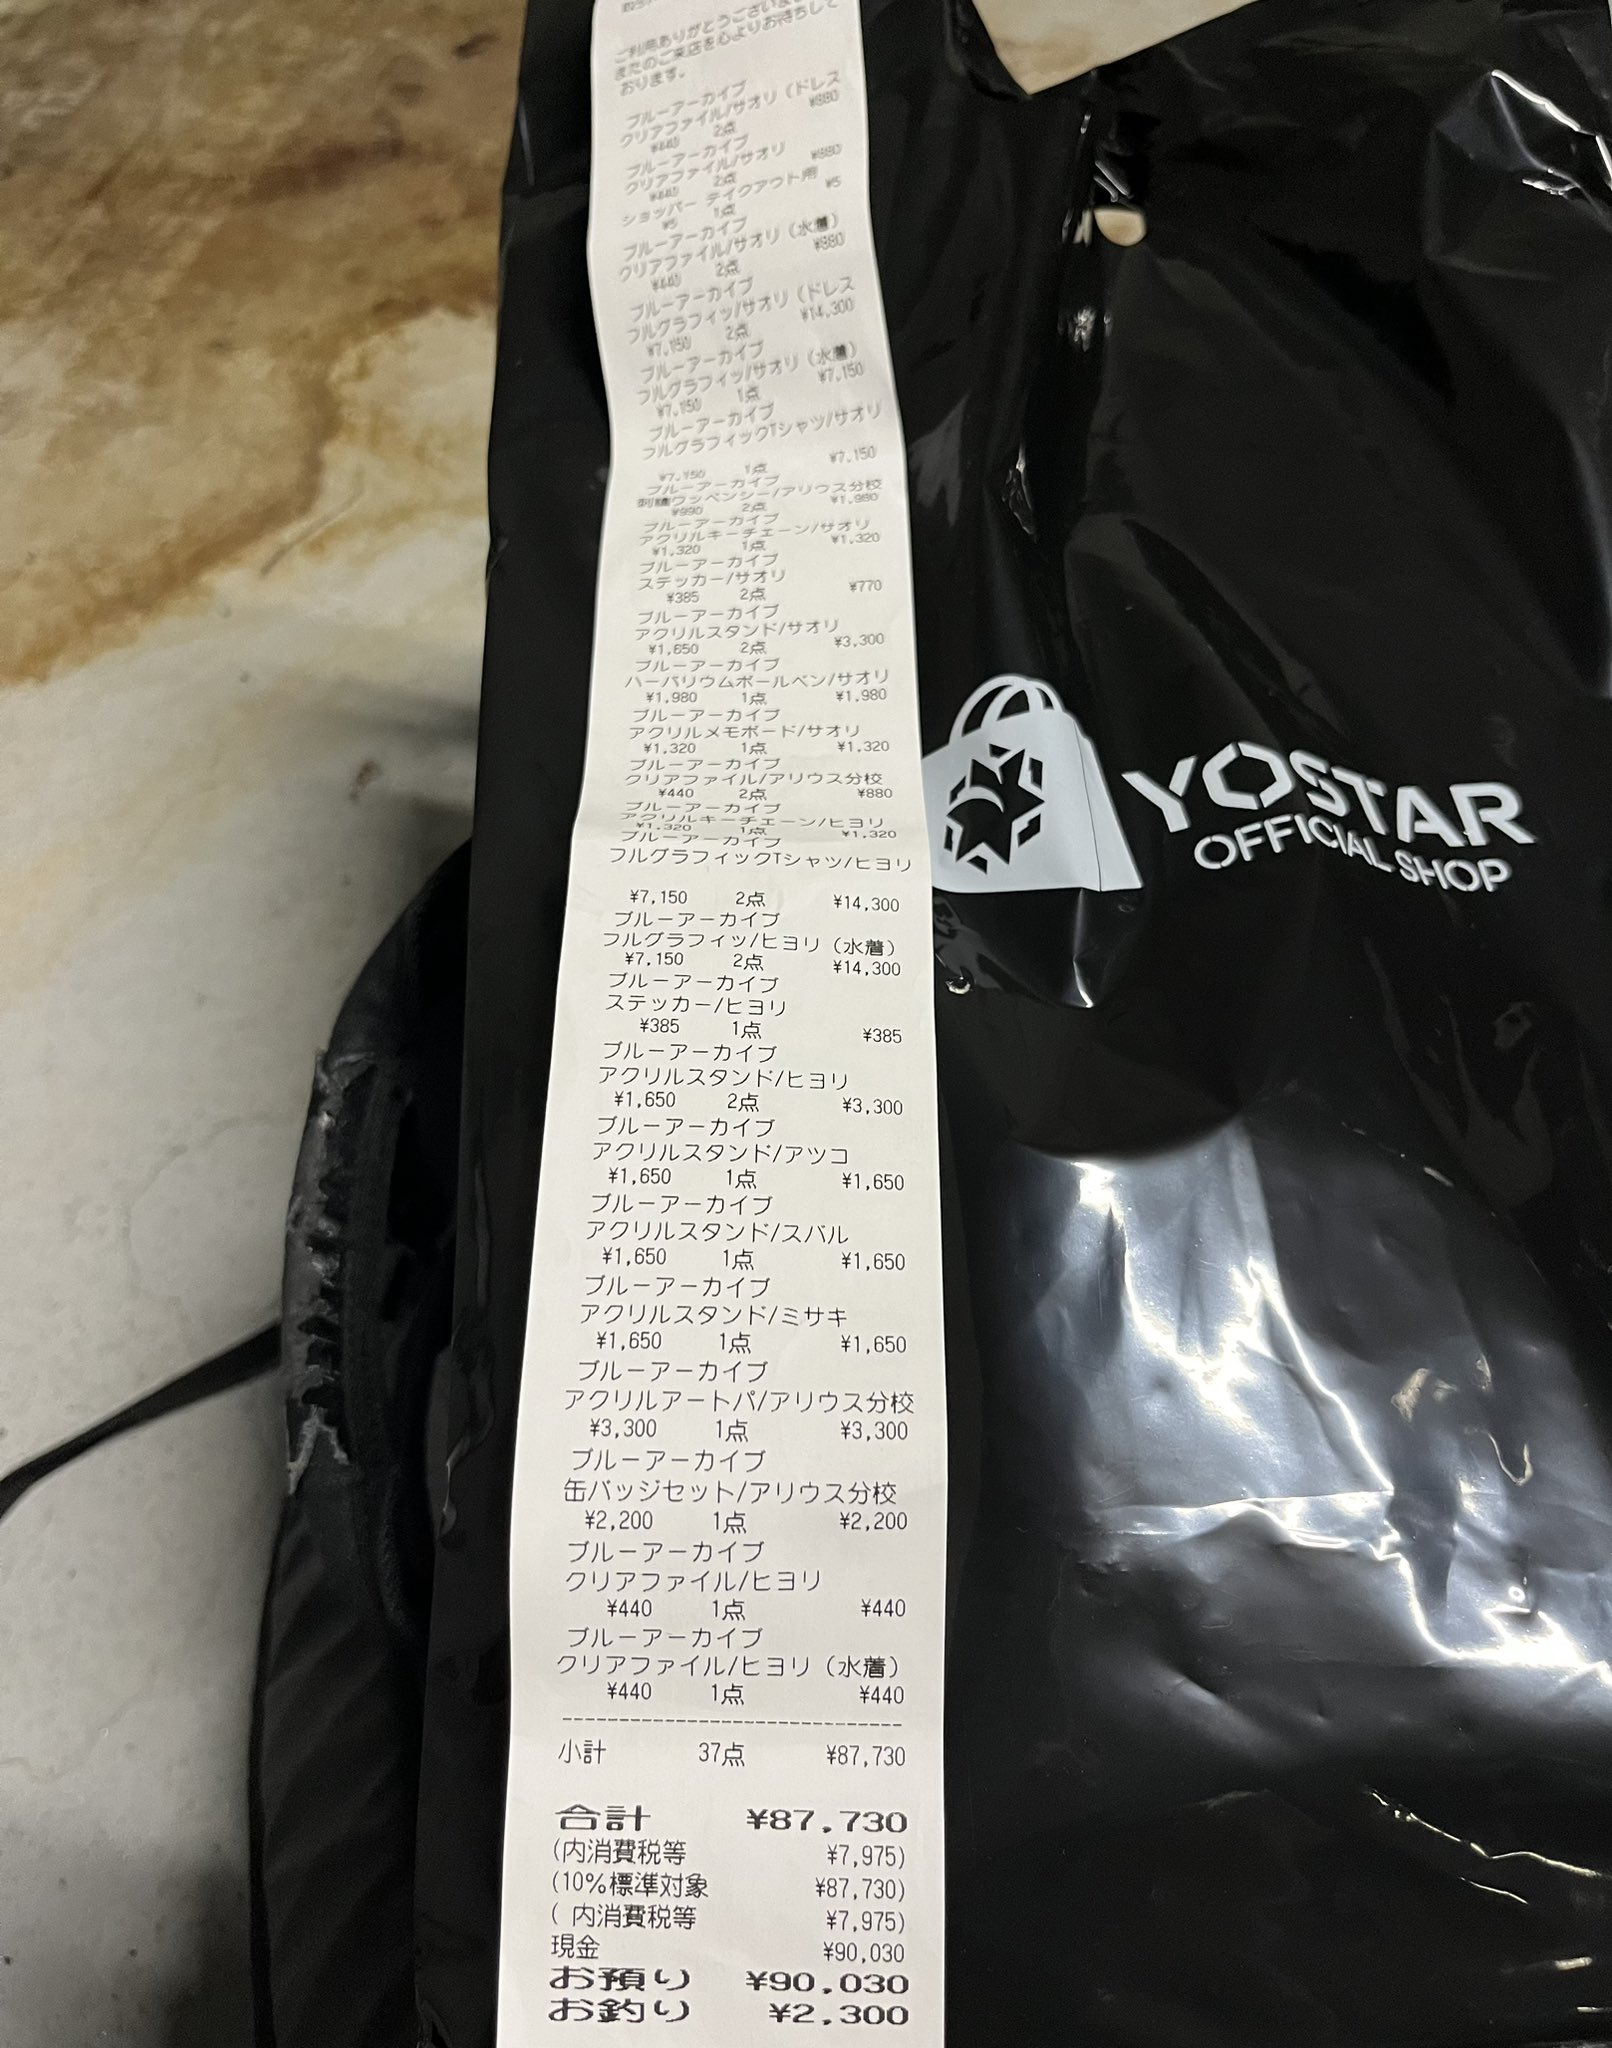 ご利用ありがとうございま
またのご来店を心よりお待ちして
おります。
ブルーアーカイブ
クリアファイル/サオリ（ドレス
¥440 2点 ¥880
ブルーアーカイブ
クリアファイル/サオリ
¥440 2点 ¥880
ショッパー テイクアウト用
¥5 1点 ¥5
ブルーアーカイブ
クリアファイル/サオリ（水着）
¥440 2点 ¥880
ブルーアーカイブ
フルグラフィッ/サオリ（ドレス
¥7,150 2点 ¥14,300
ブルーアーカイブ
フルグラフィッ/サオリ（水着）
¥7,150 1点 ¥7,150
ブルーアーカイブ
フルグラフィックTシャツ/サオリ
¥7,150 1点 ¥7,150
ブルーアーカイブ
刺繍ワッペンシー/アリウス分校
¥990 2点 ¥1,980
ブルーアーカイブ
アクリルキーチェーン/サオリ
¥1,320 1点 ¥1,320
ブルーアーカイブ
ステッカー/サオリ
¥385 2点 ¥770
ブルーアーカイブ
アクリルスタンド/サオリ
¥1,650 2点 ¥3,300
ブルーアーカイブ
ハーバリウムボールペン/サオリ
¥1,980 1点 ¥1,980
ブルーアーカイブ
アクリルメモボード/サオリ
¥1,320 1点 ¥1,320
ブルーアーカイブ
クリアファイル/アリウス分校
¥440 2点 ¥880
ブルーアーカイブ
アクリルキーチェーン/ヒヨリ
¥1,320 1点 ¥1,320
ブルーアーカイブ
フルグラフィックTシャツ/ヒヨリ
¥7,150 2点 ¥14,300
ブルーアーカイブ
フルグラフィッ/ヒヨリ（水着）
¥7,150 2点 ¥14,300
ブルーアーカイブ
ステッカー/ヒヨリ
¥385 1点 ¥385
ブルーアーカイブ
アクリルスタンド/ヒヨリ
¥1,650 2点 ¥3,300
ブルーアーカイブ
アクリルスタンド/アツコ
¥1,650 1点 ¥1,650
ブルーアーカイブ
アクリルスタンド/スバル
¥1,650 1点 ¥1,650
ブルーアーカイブ
アクリルスタンド/ミサキ
¥1,650 1点 ¥1,650
ブルーアーカイブ
アクリルアートパ/アリウス分校
¥3,300 1点 ¥3,300
ブルーアーカイブ
缶バッジセット/アリウス分校
¥2,200 1点 ¥2,200
ブルーアーカイブ
クリアファイル/ヒヨリ
¥440 1点 ¥440
ブルーアーカイブ
クリアファイル/ヒヨリ（水着）
¥440 1点 ¥440
------------------------------
小計 37点 ¥87,730
合計 ¥87,730
(内消費税等 ¥7,975)
(10%標準対象 ¥87,730)
( 内消費税等 ¥7,975)
現金 ¥90,030
お預り ¥90,030
お釣り ¥2,300
YOSTAR
OFFICIAL SHOP